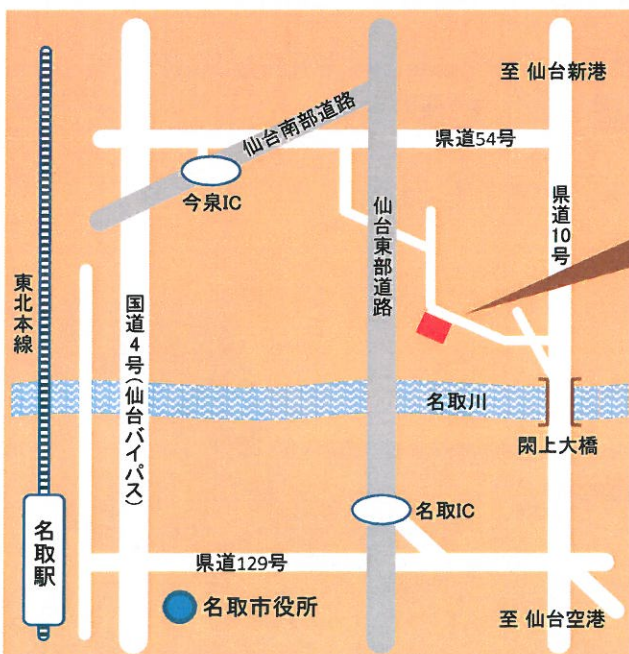 至 仙台新港
仙台南部道路
県道54号
今泉IC
県道10号
仙台東部道路
東北本線
国道4号(仙台バイパス)
名取川
閖上大橋
名取IC
名取駅
県道129号
名取市役所
至 仙台空港